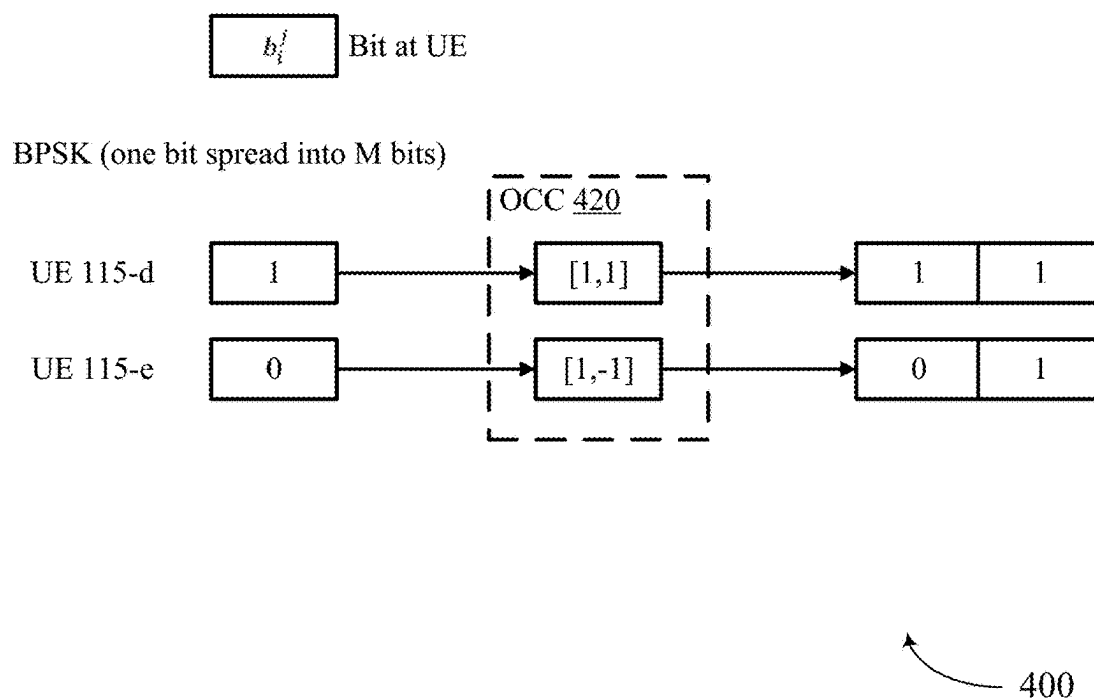 b_i^j Bit at UE
BPSK (one bit spread into M bits)
OCC 420
UE 115-d 1 [1,1] 1 1
UE 115-e 0 [1,-1] 0 1
400